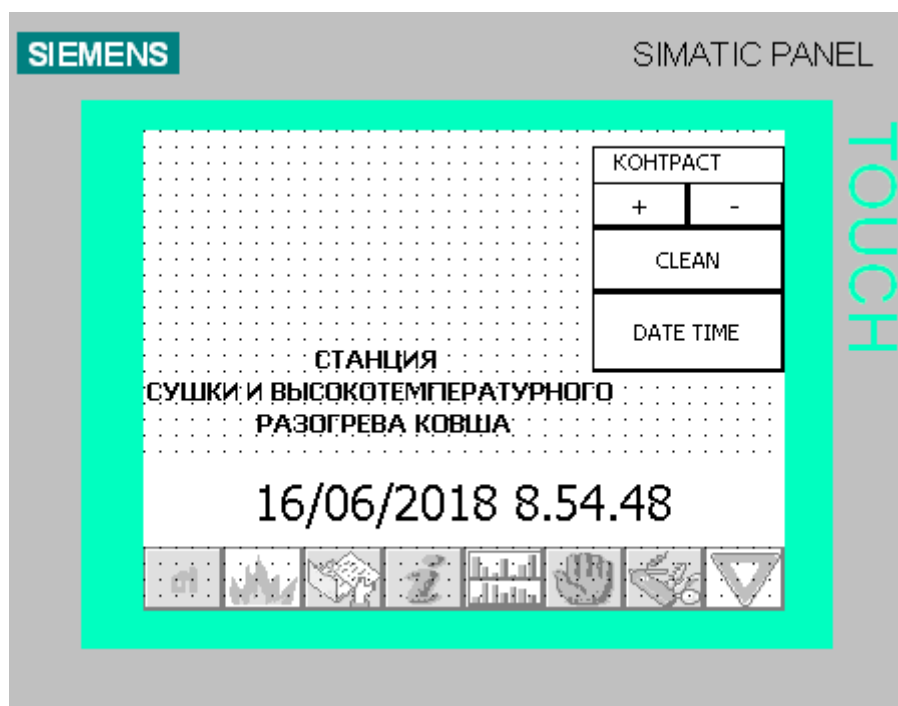 SIEMENS
SIMATIC PANEL
TOUCH
КОНТРАСТ
+ -
CLEAN
DATE TIME
СТАНЦИЯ
СУШКИ И ВЫСОКОТЕМПЕРАТУРНОГО
РАЗОГРЕВА КОВША
16/06/2018 8.54.48